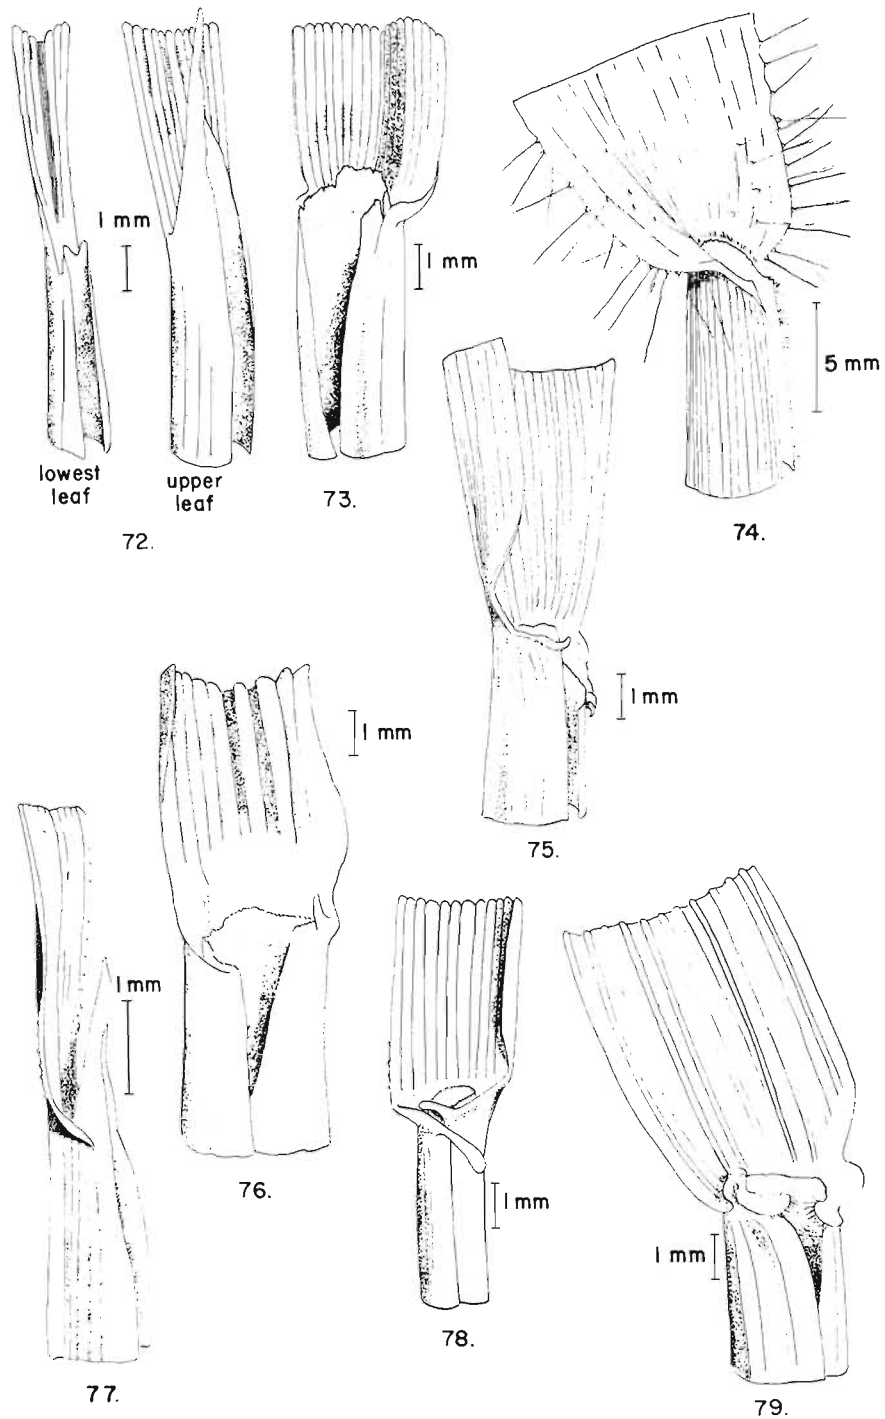 1 mm
1 mm
5 mm
lowest
leaf
upper
leaf
73.
72.
74.
1 mm
1 mm
75.
1 mm
76.
1 mm
1 mm
78.
77.
79.